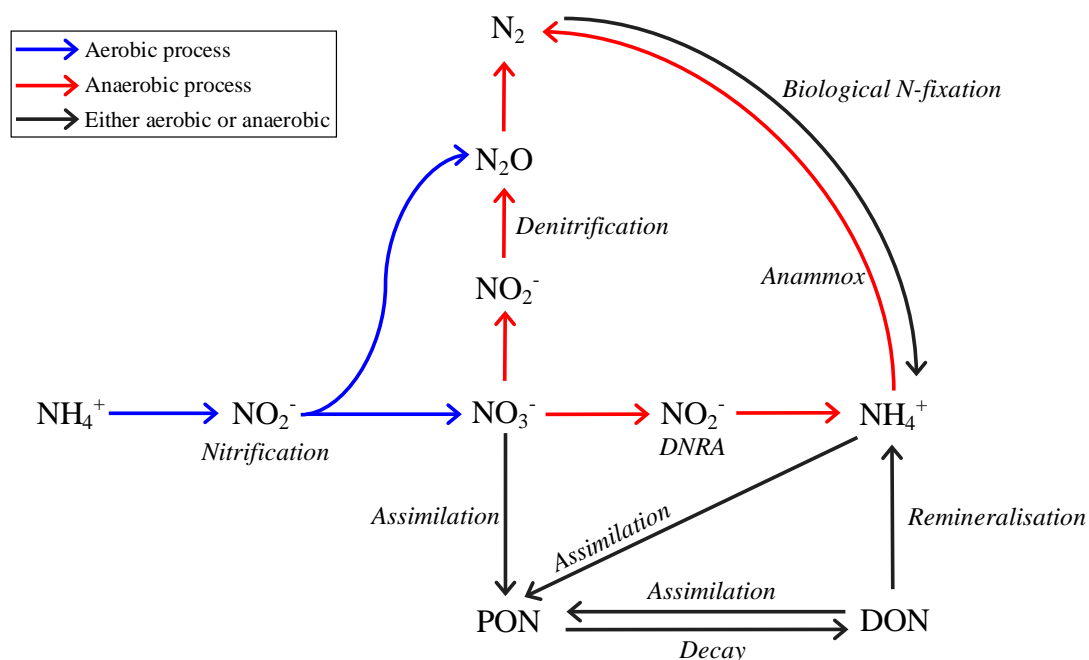 N₂
Aerobic process
Anaerobic process
Either aerobic or anaerobic
Biological N-fixation
N₂O
Denitrification
Anammox
NO₂⁻
NH₄⁺ NO₂⁻ NO₃⁻ NO₂⁻ NH₄⁺
Nitrification DNRA
Assimilation Assimilation Remineralisation
Assimilation
PON DON
Decay